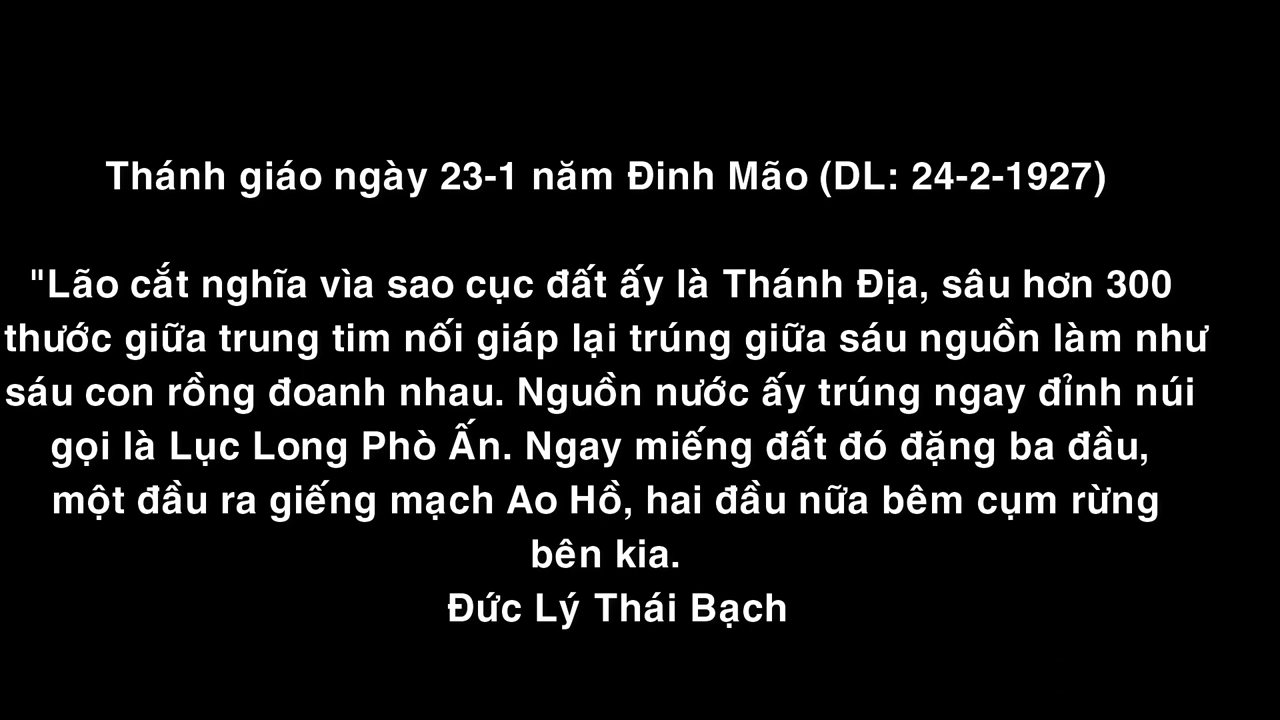 Thánh giáo ngày 23-1 năm Đinh Mão (DL: 24-2-1927)
"Lão cắt nghĩa vìa sao cục đất ấy là Thánh Địa, sâu hơn 300
thước giữa trung tim nối giáp lại trúng giữa sáu nguồn làm như
sáu con rồng đoanh nhau. Nguồn nước ấy trúng ngay đỉnh núi
gọi là Lục Long Phò Ấn. Ngay miếng đất đó đặng ba đầu,
một đầu ra giếng mạch Ao Hồ, hai đầu nữa bêm cụm rừng
bên kia.
Đức Lý Thái Bạch